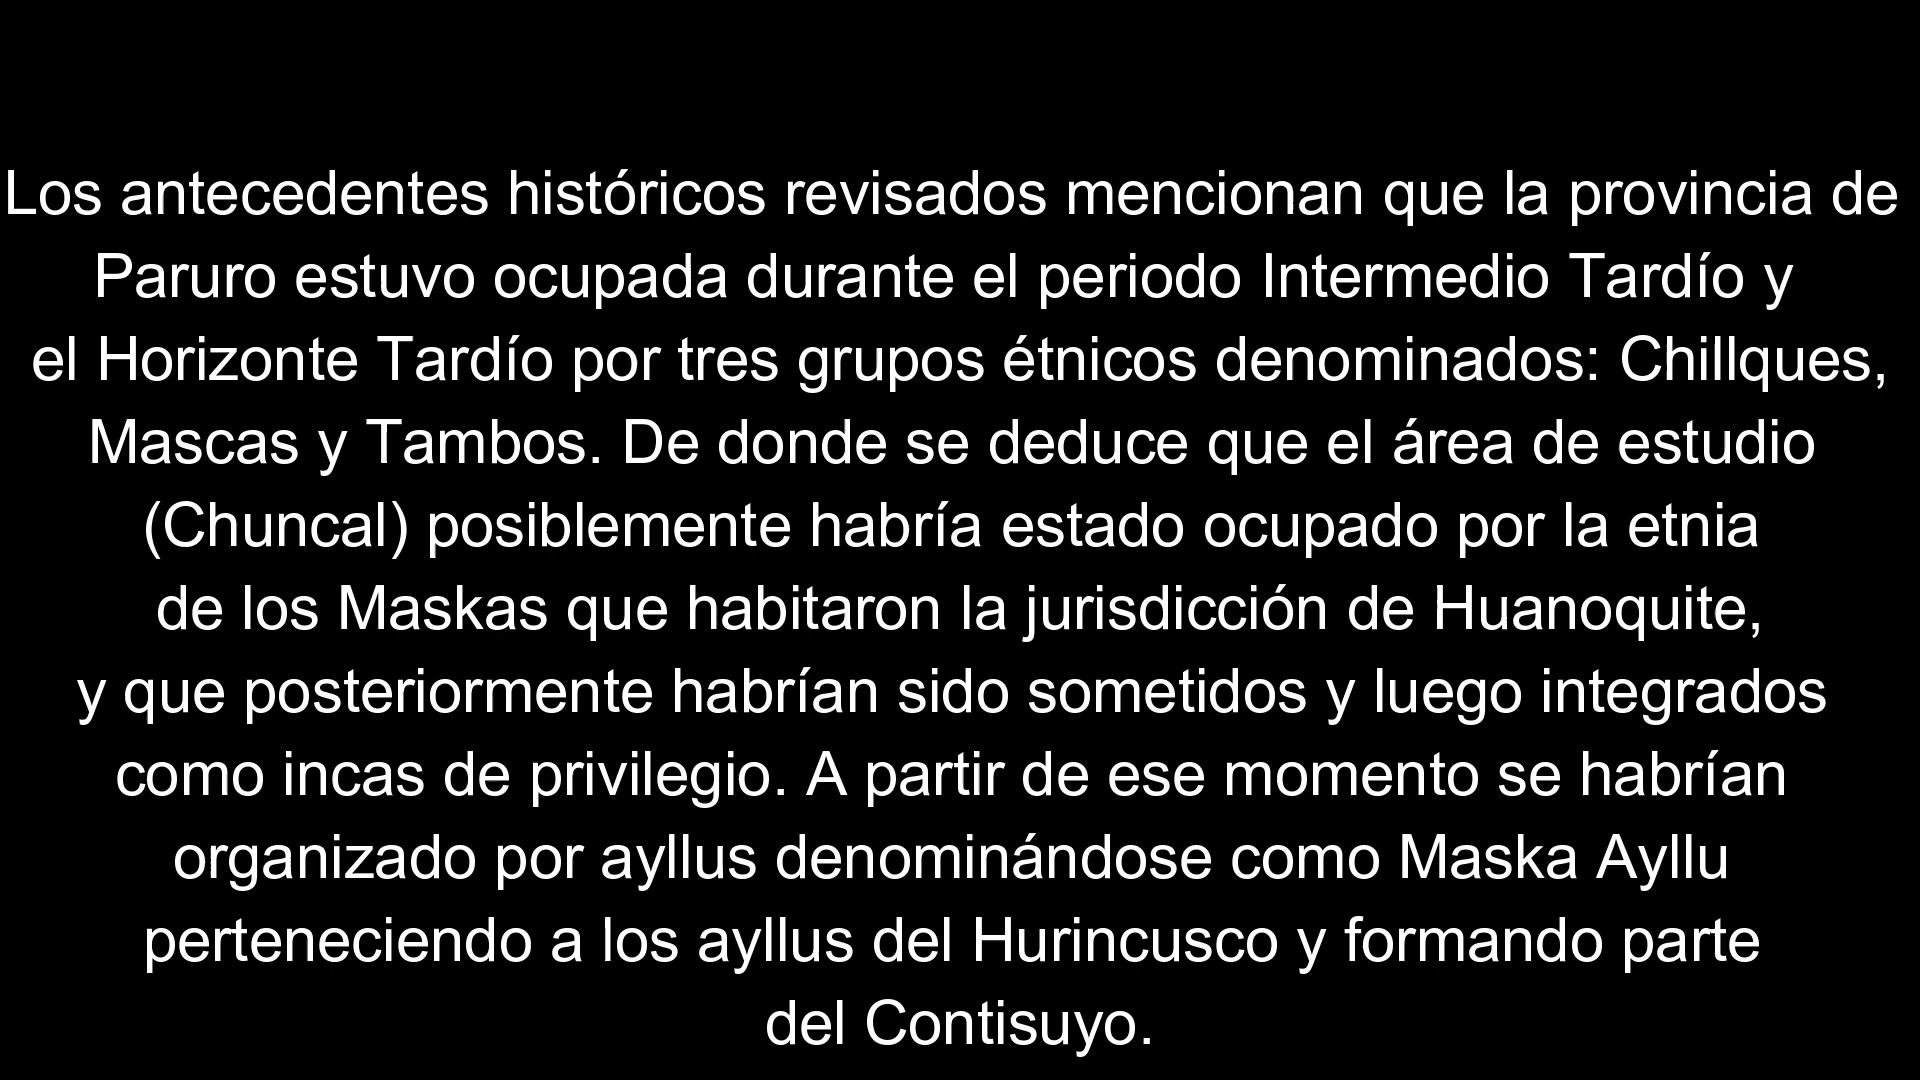 Los antecedentes históricos revisados mencionan que la provincia de
Paruro estuvo ocupada durante el periodo Intermedio Tardío y
el Horizonte Tardío por tres grupos étnicos denominados: Chillques,
Mascas y Tambos. De donde se deduce que el área de estudio
(Chuncal) posiblemente habría estado ocupado por la etnia
de los Maskas que habitaron la jurisdicción de Huanoquite,
y que posteriormente habrían sido sometidos y luego integrados
como incas de privilegio. A partir de ese momento se habrían
organizado por ayllus denominándose como Maska Ayllu
perteneciendo a los ayllus del Hurincusco y formando parte
del Contisuyo.